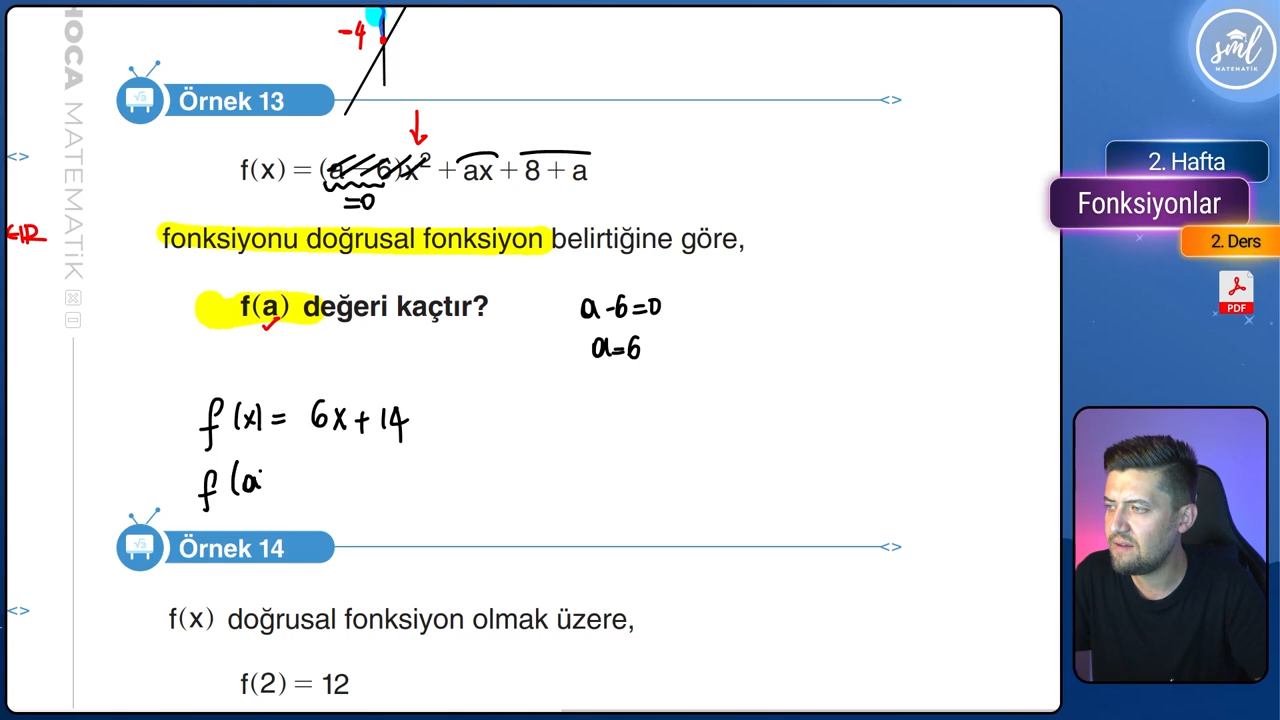 HOCA MATEMATİK
-4
Örnek 13
f(x) = (a – 6)x² + ax + 8 + a
=0
fonksiyonu doğrusal fonksiyon belirtiğine göre,
f(a) değeri kaçtır?
a-6=0
a=6
f(x)= 6x+14
f(a
Örnek 14
f(x) doğrusal fonksiyon olmak üzere,
f(2) = 12
sml
MATEMATİK
2. Hafta
Fonksiyonlar
2. Ders
PDF